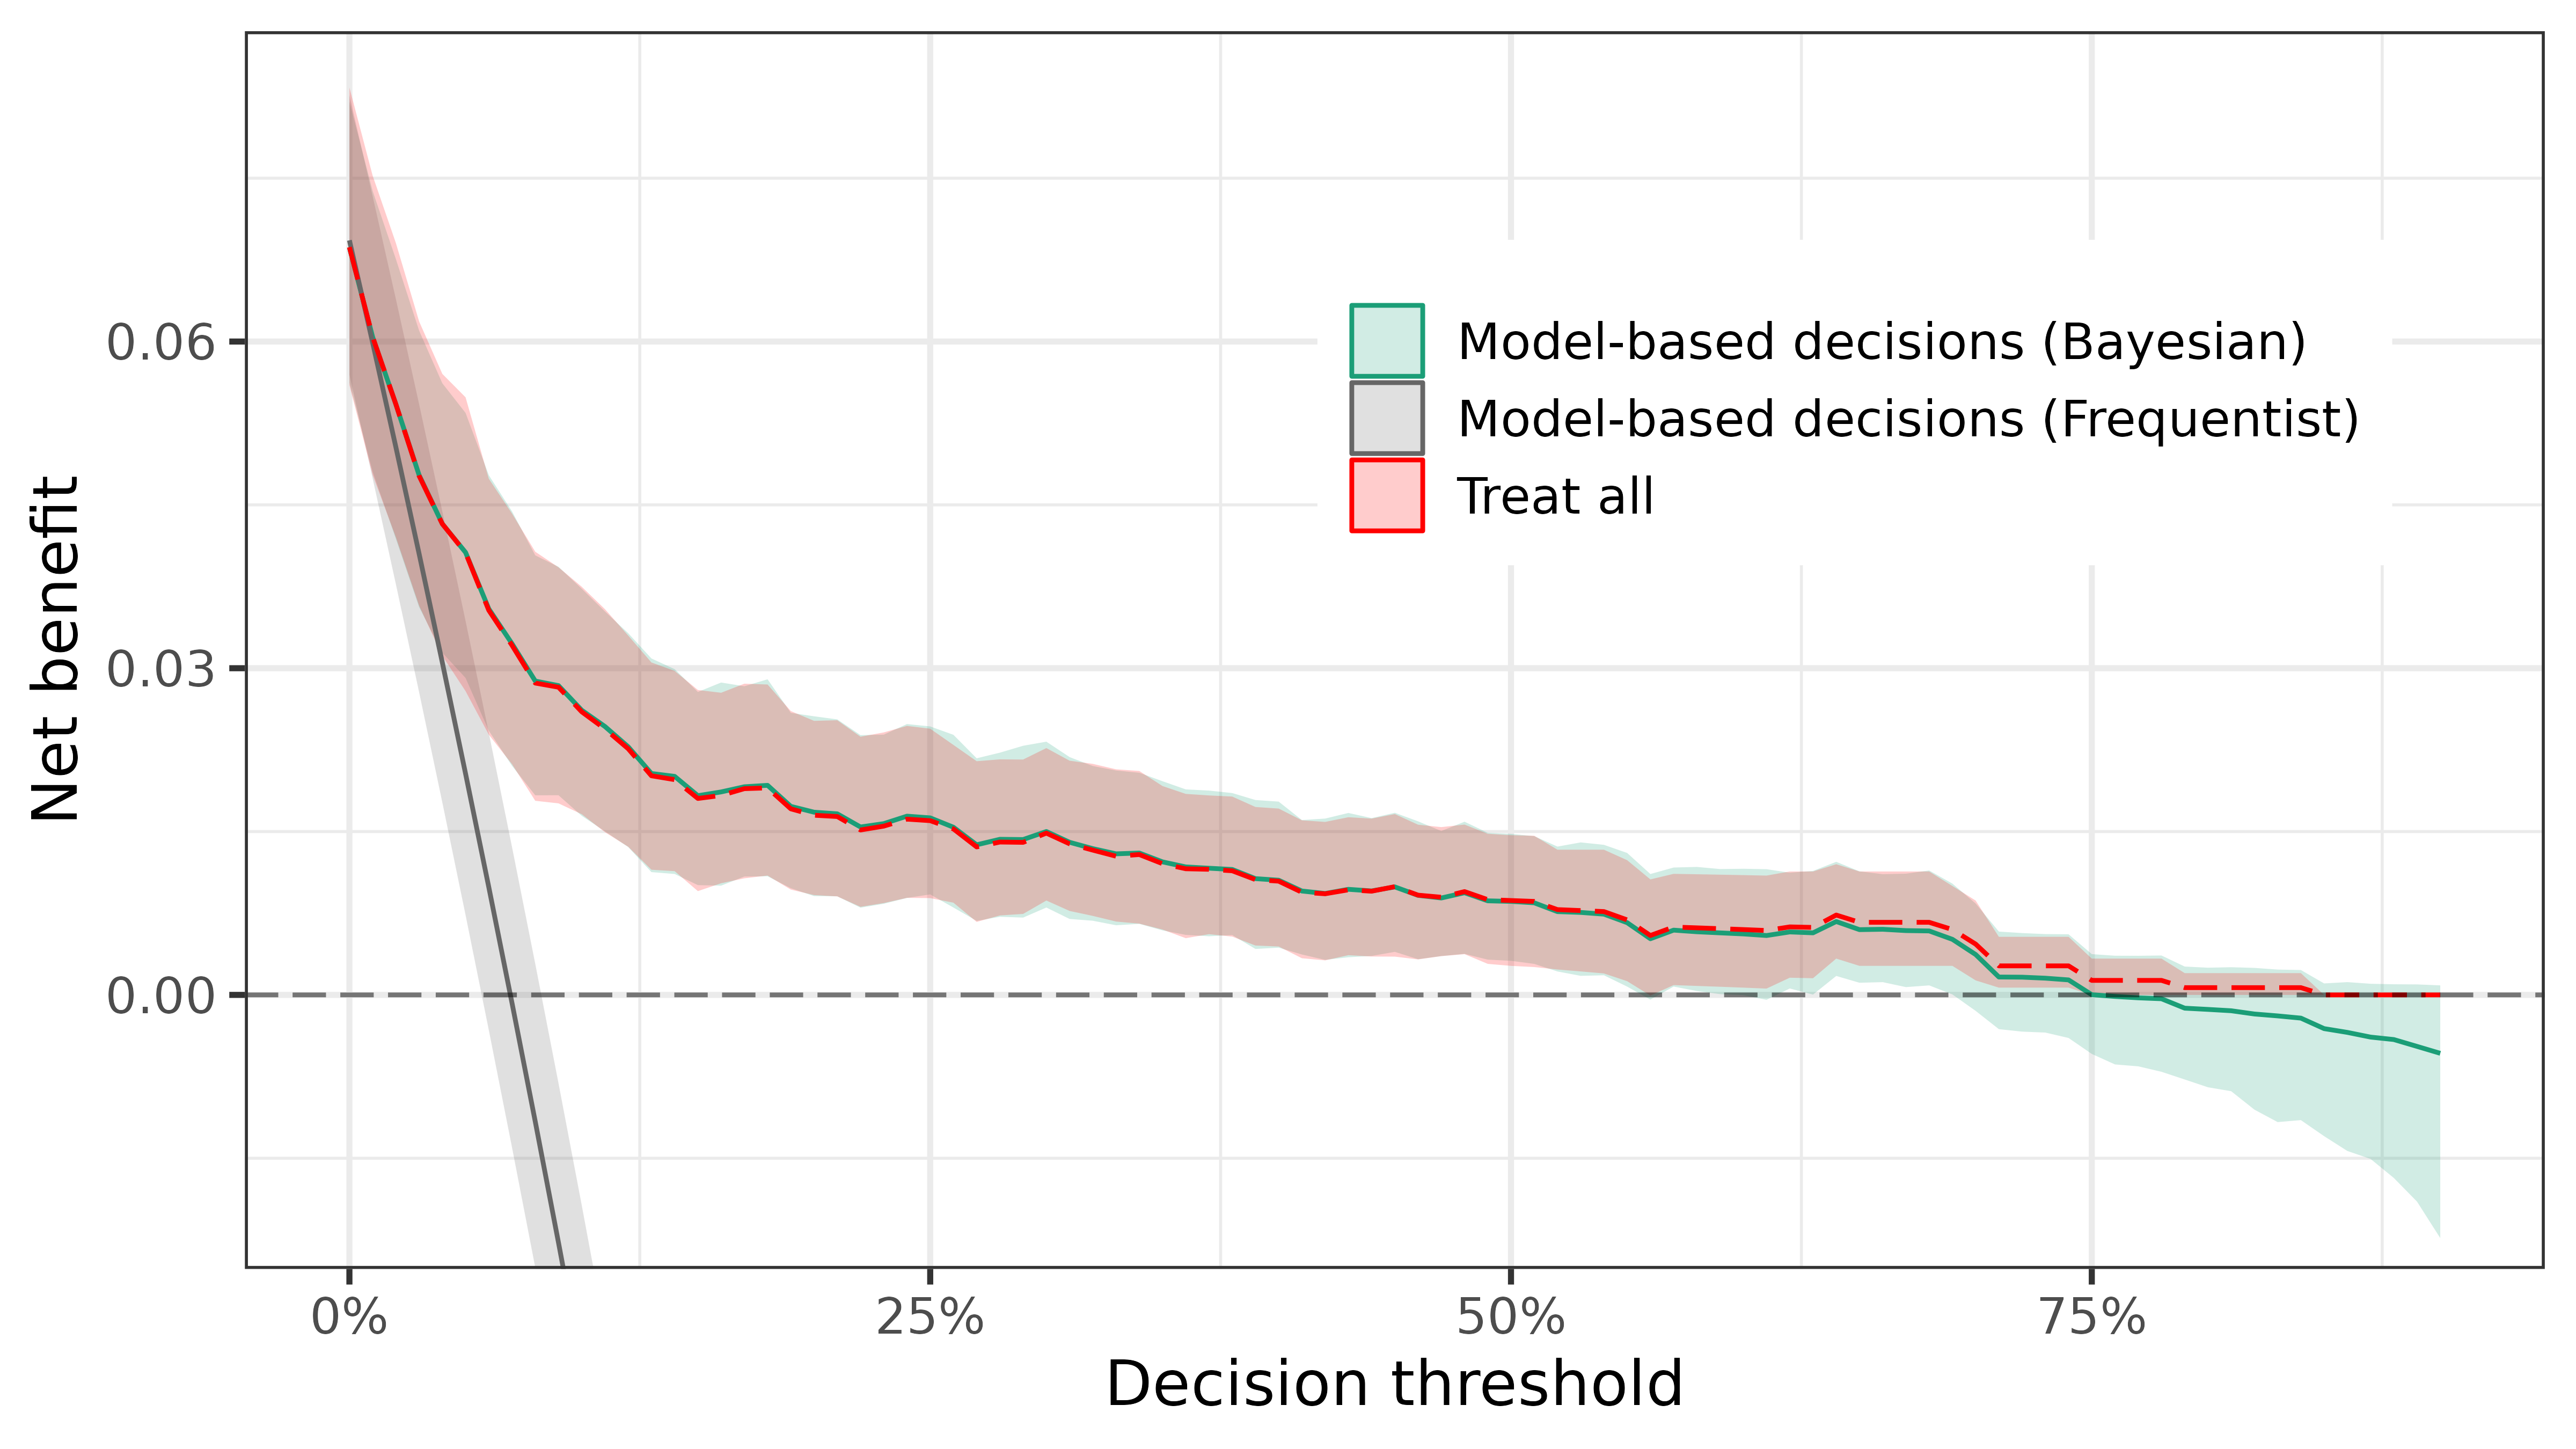 Net benefit
0.06
0.03
0.00
Model-based decisions (Bayesian)
Model-based decisions (Frequentist)
Treat all
0%
25%
50%
75%
Decision threshold